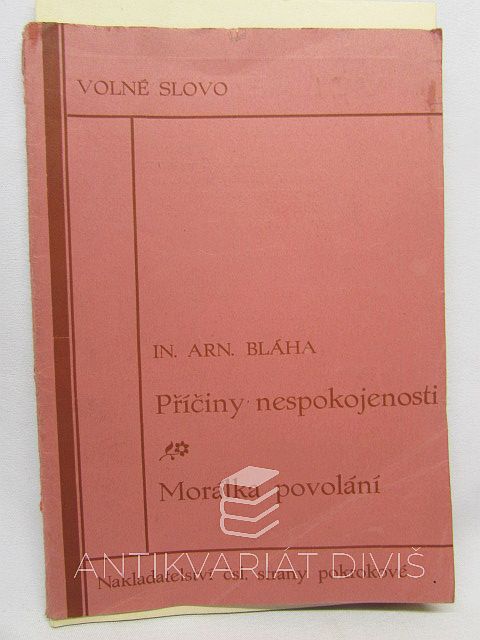 VOLNÉ SLOVO
IN. ARN. BLÁHA
Příčiny nespokojenosti
Morálka povolání
ANTIKVARIÁT DIVIŠ
Nakladatelství čsl. strany pokrokové.